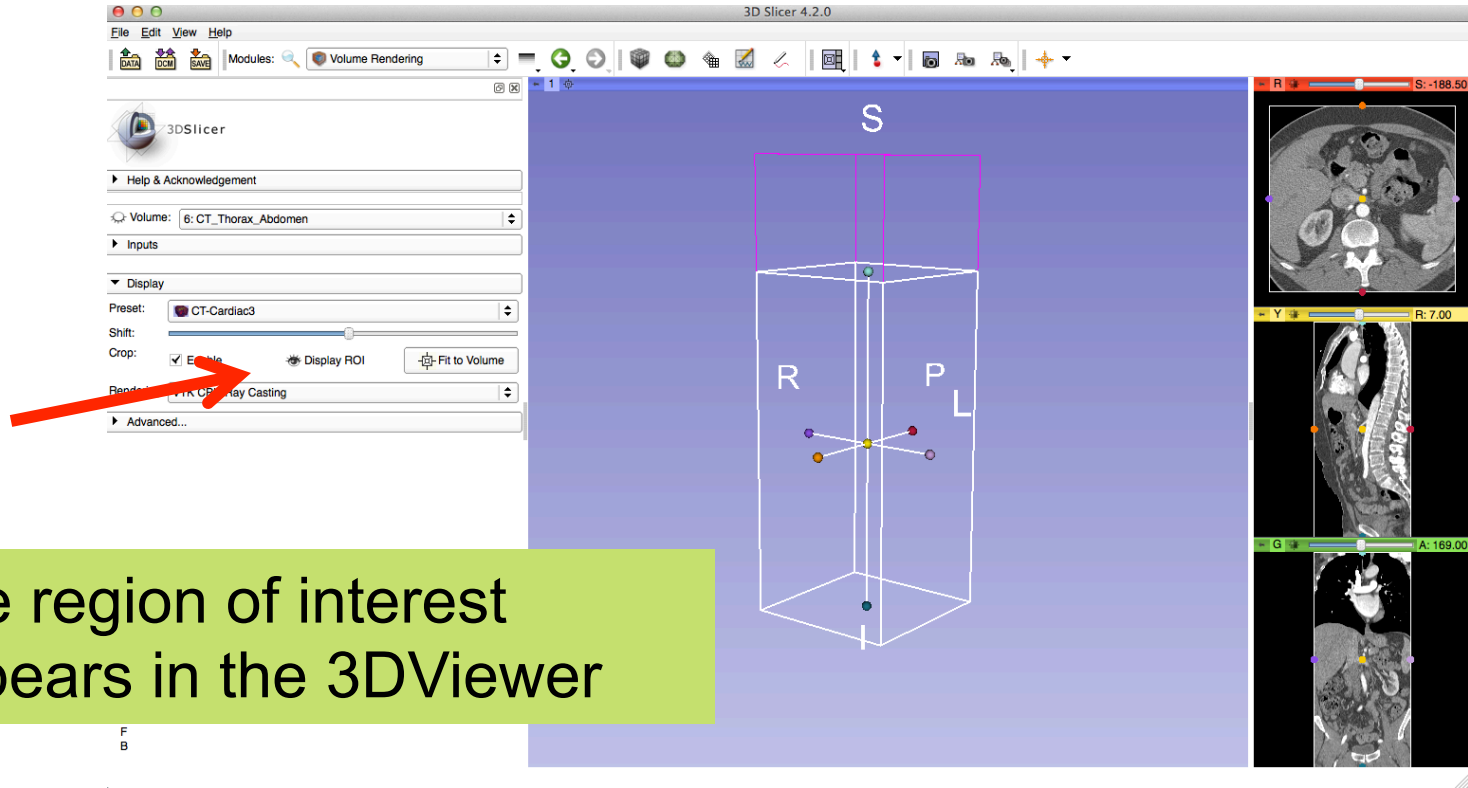 3D Slicer 4.2.0
File Edit View Help
DATA DCM SAVE Modules: Volume Rendering
1
3DSlicer
Help & Acknowledgement
Volume: 6: CT_Thorax_Abdomen
Inputs
Display
Preset: CT-Cardiac3
Shift:
Crop: Display ROI Fit to Volume
Ray Casting
Advanced...
S
R P
L
I
R S: -188.50
Y R: 7.00
G A: 169.00
region of interest
in the 3DViewer
F
B